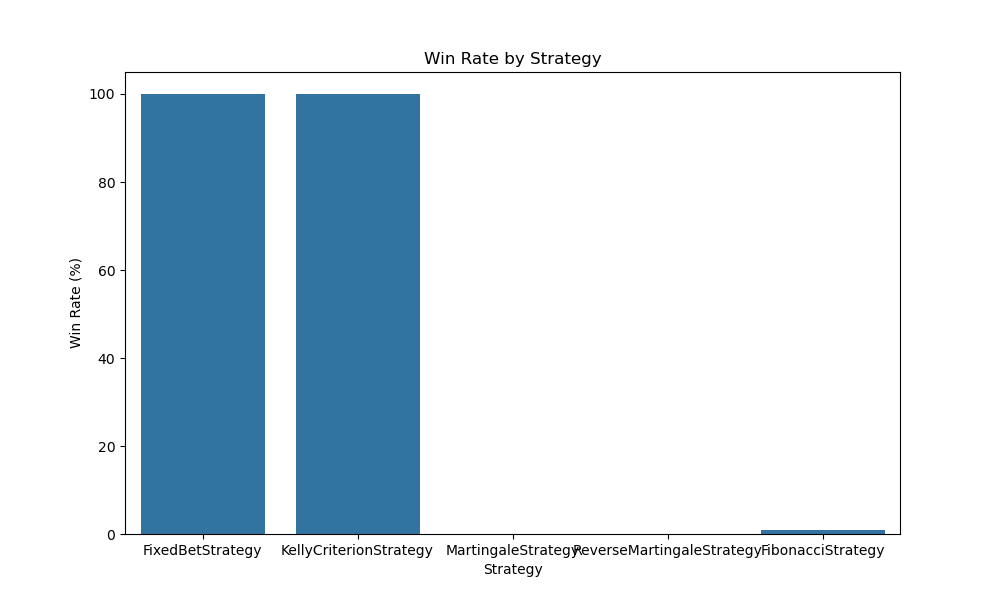 Win Rate by Strategy
Win Rate (%)
100
80
60
40
20
0
FixedBetStrategy KellyCriterionStrategy MartingaleStrategy ReverseMartingaleStrategy FibonacciStrategy
Strategy